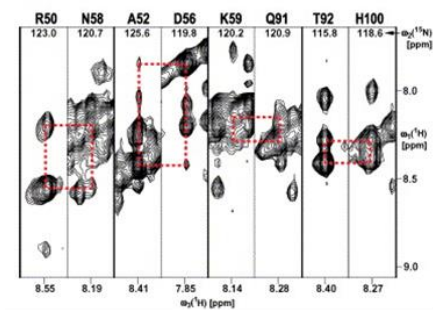 R50 N58 A52 D56 K59 Q91 T92 H100
123.0 120.7 125.6 119.8 120.2 120.9 115.8 118.6 ω₂(¹⁵N)
[ppm]
8.0
ω₁(¹H)
[ppm]
8.5
9.0
8.55 8.19 8.41 7.85 8.14 8.28 8.40 8.27
ω₃(¹H) [ppm]